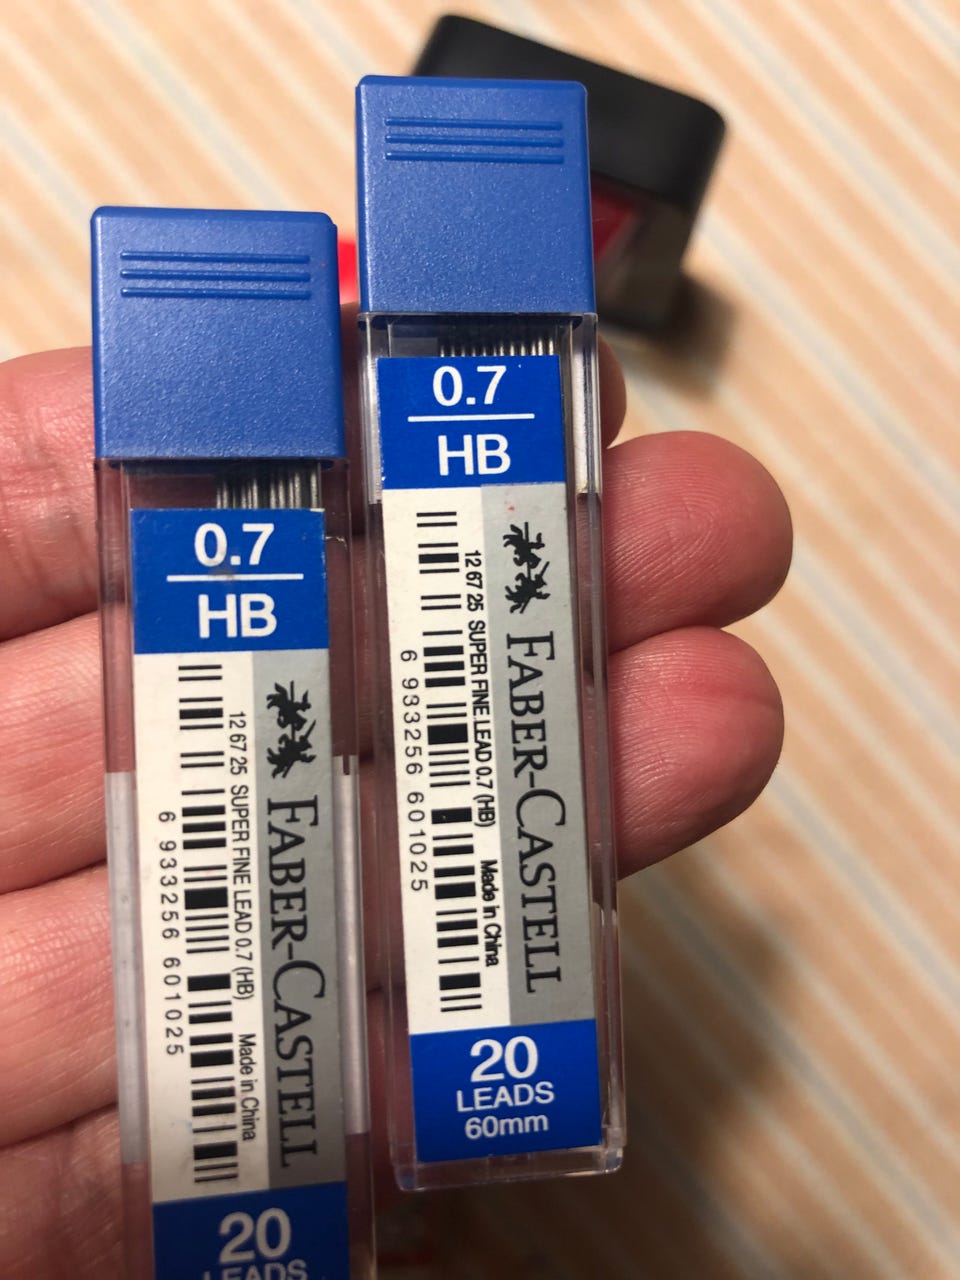 0.7
HB
FABER-CASTELL
12 67 25 SUPER FINE LEAD 0.7 (HB) Made in China
6 933256 601025
20
LEADS
0.7
HB
FABER-CASTELL
12 67 25 SUPER FINE LEAD 0.7 (HB) Made in China
6 933256 601025
20
LEADS
60mm